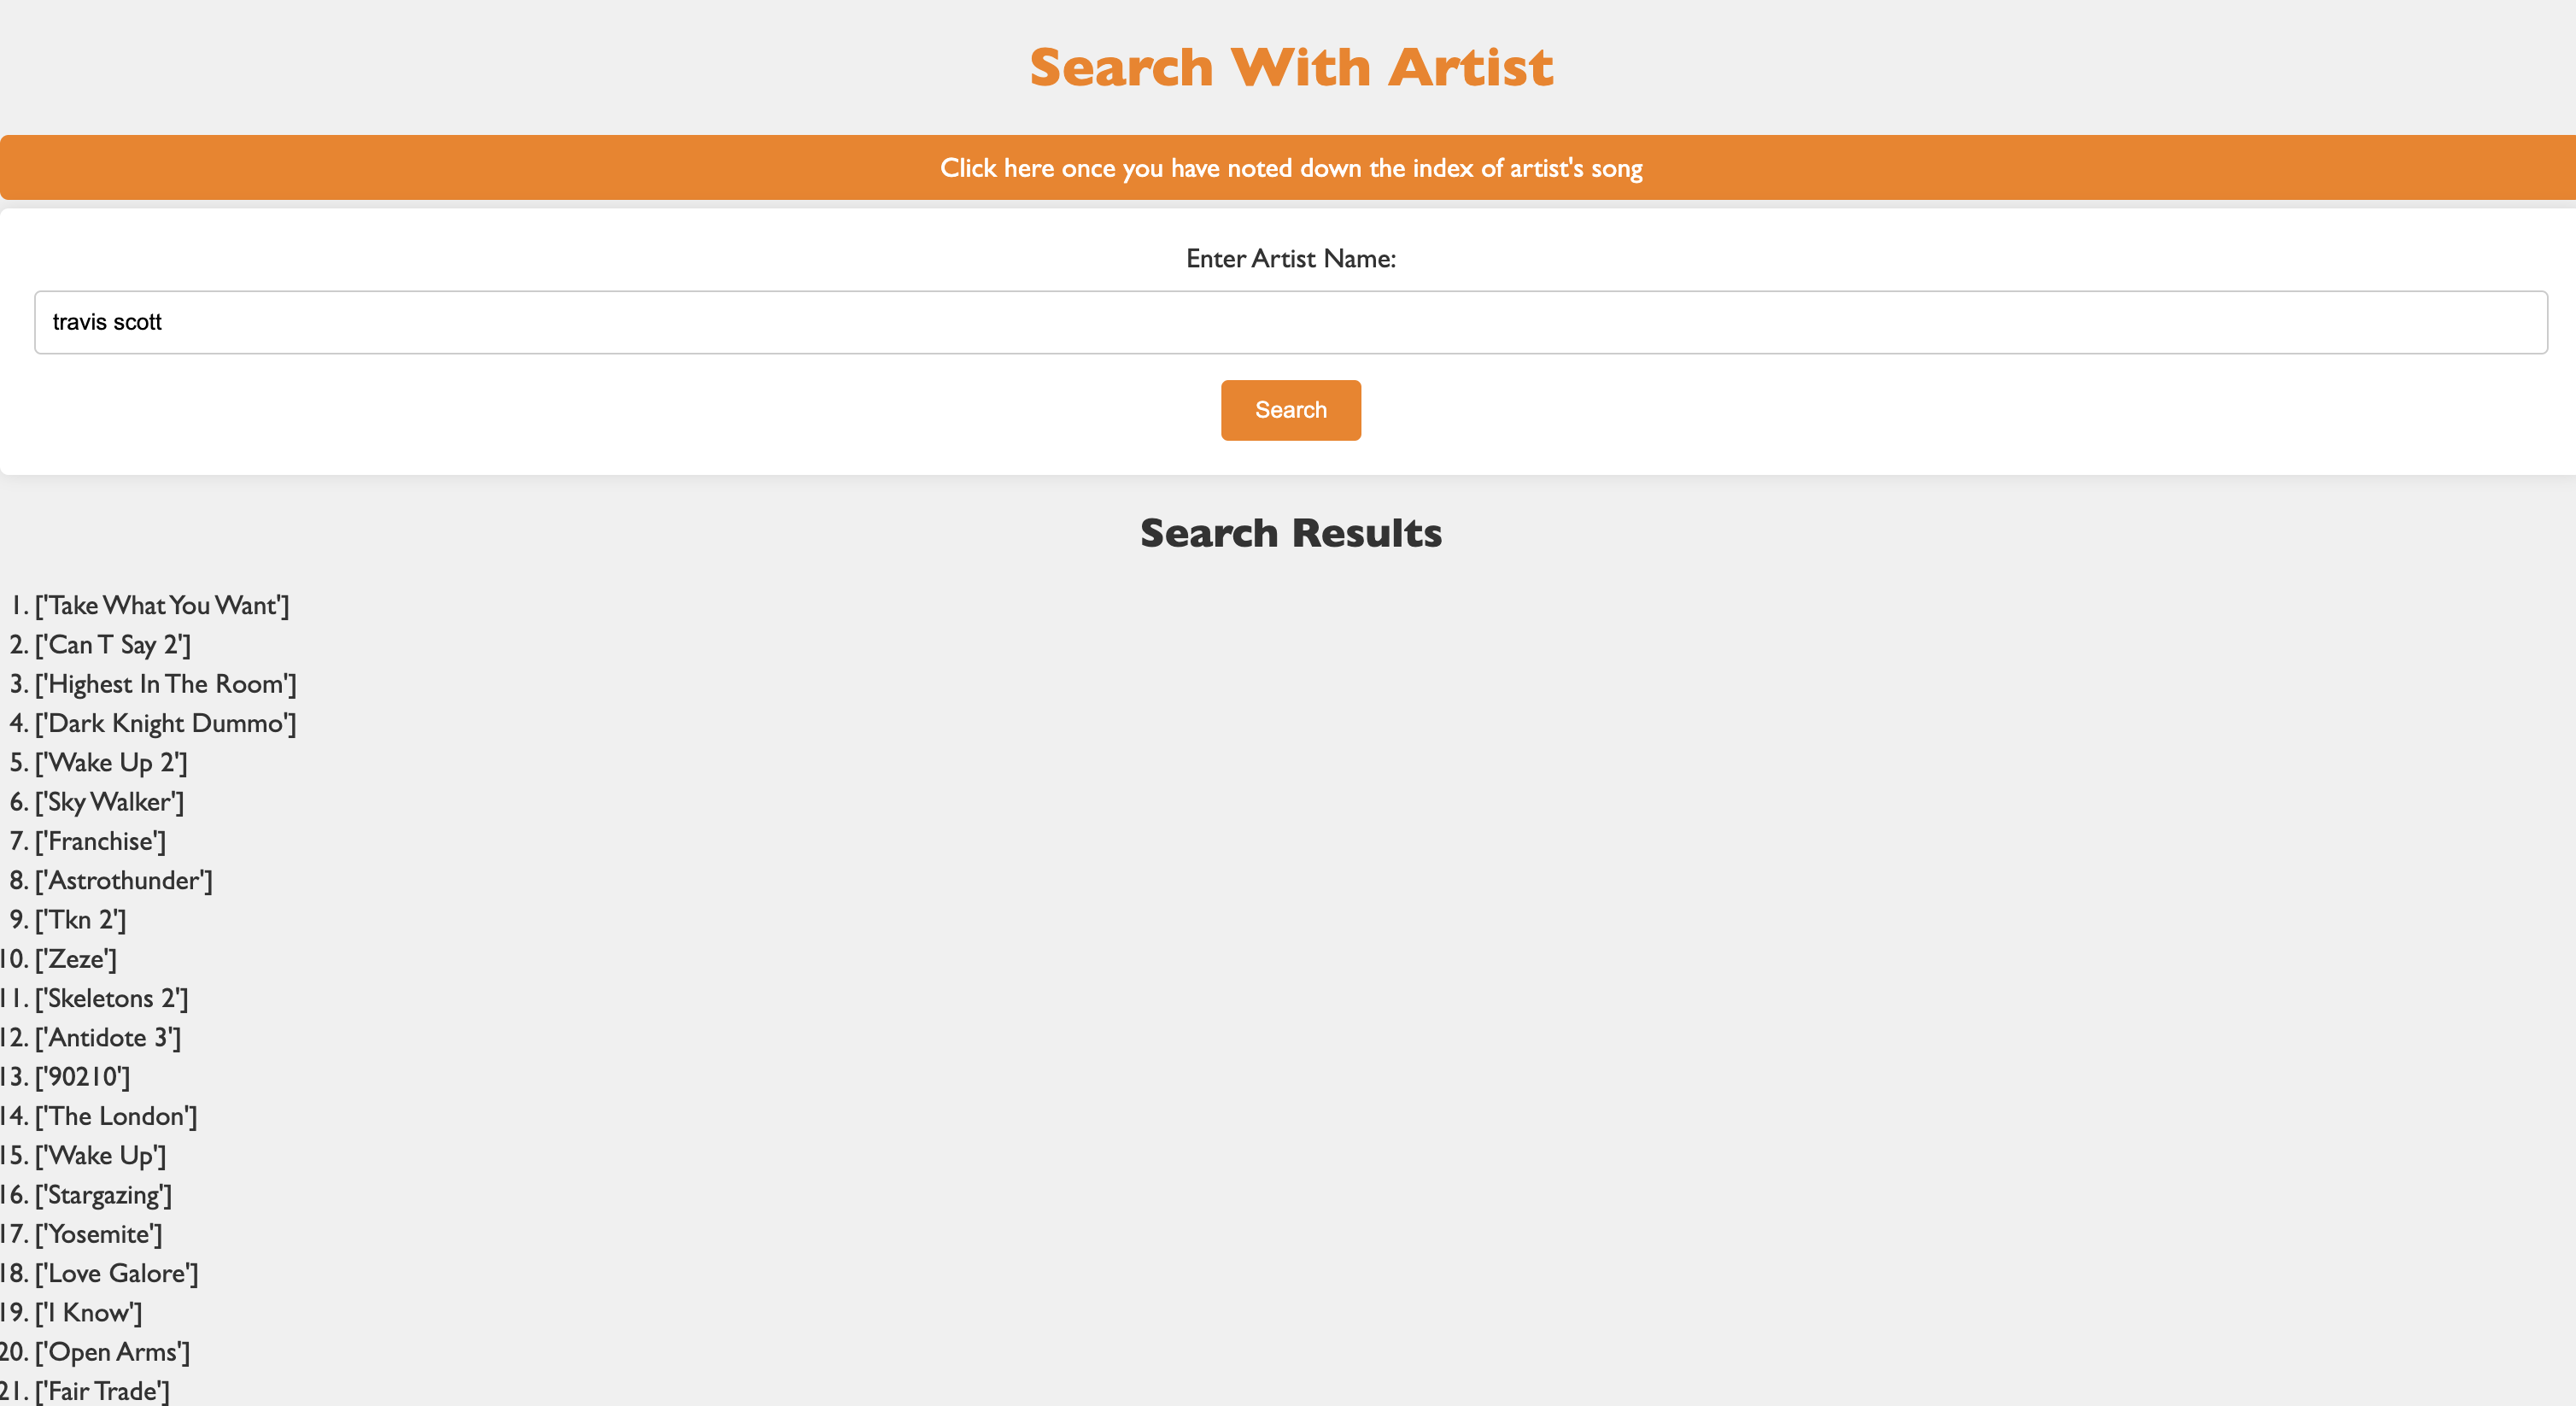 Search With Artist
Click here once you have noted down the index of artist's song
Enter Artist Name:
travis scott
Search
Search Results
1. ['Take What You Want']
2. ['Can T Say 2']
3. ['Highest In The Room']
4. ['Dark Knight Dummo']
5. ['Wake Up 2']
6. ['Sky Walker']
7. ['Franchise']
8. ['Astrothunder']
9. ['Tkn 2']
10. ['Zeze']
11. ['Skeletons 2']
12. ['Antidote 3']
13. ['90210']
14. ['The London']
15. ['Wake Up']
16. ['Stargazing']
17. ['Yosemite']
18. ['Love Galore']
19. ['I Know']
20. ['Open Arms']
21. ['Fair Trade']